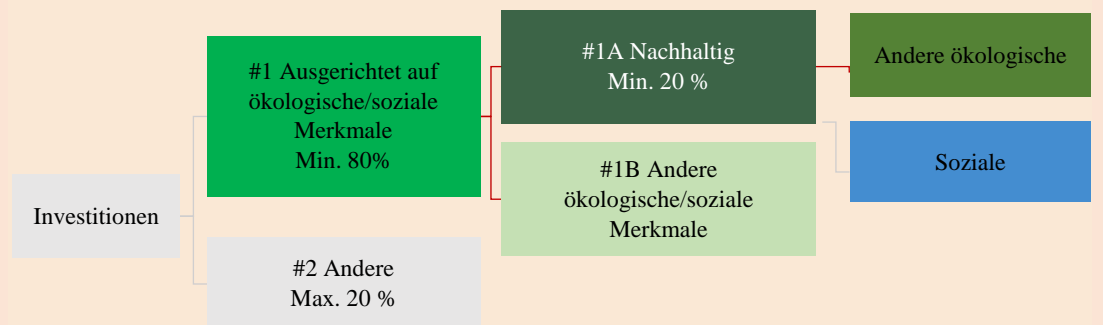 Investitionen
#1 Ausgerichtet auf
ökologische/soziale
Merkmale
Min. 80%
#2 Andere
Max. 20 %
#1A Nachhaltig
Min. 20 %
#1B Andere
ökologische/soziale
Merkmale
Andere ökologische
Soziale